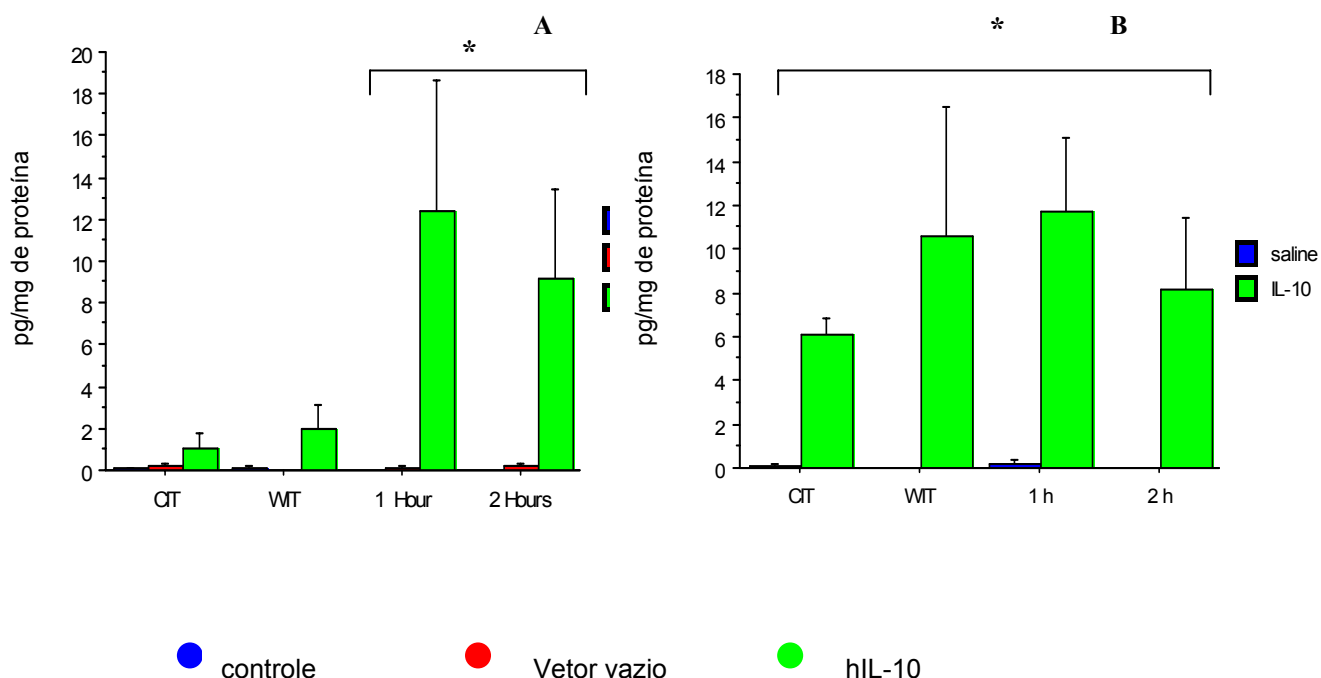 A
*
20
18
16
14
12
10
8
6
4
2
0
pg/mg de proteína
CIT
WIT
1 Hour
2 Hours
*
B
18
16
14
12
10
8
6
4
2
0
pg/mg de proteína
CIT
WIT
1 h
2 h
saline
IL-10
controle
Vetor vazio
hIL-10